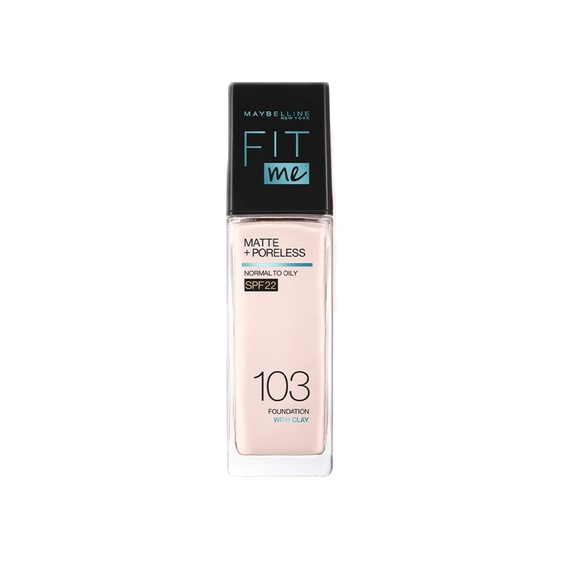 MAYBELLINE
NEW YORK
FIT
me
MATTE
+ PORELESS
NORMAL TO OILY
SPF 22
103
FOUNDATION
WITH CLAY